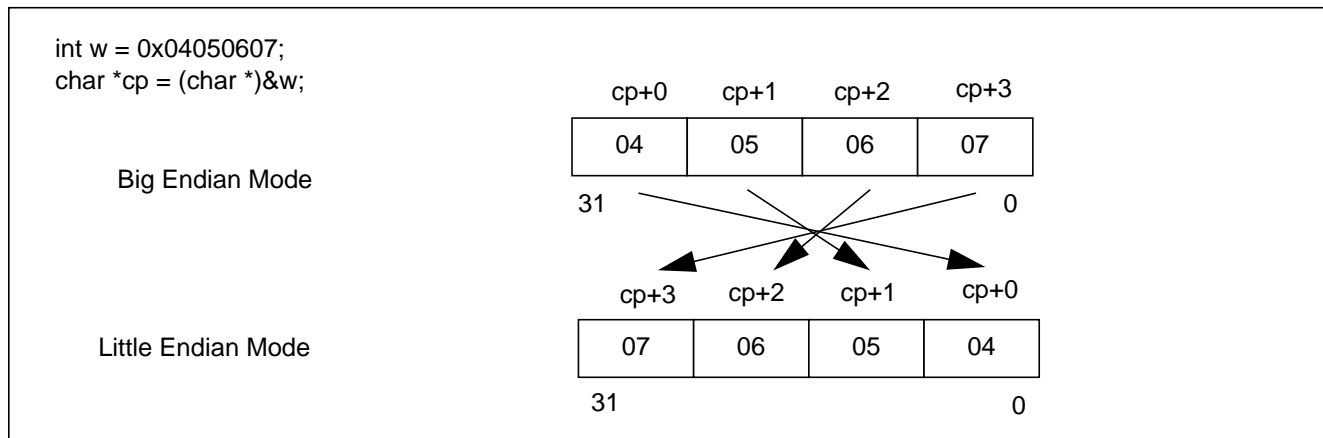 int w = 0x04050607;
char *cp = (char *)&w;
cp+0 cp+1 cp+2 cp+3
04 05 06 07
Big Endian Mode
31 0
cp+3 cp+2 cp+1 cp+0
Little Endian Mode
07 06 05 04
31 0